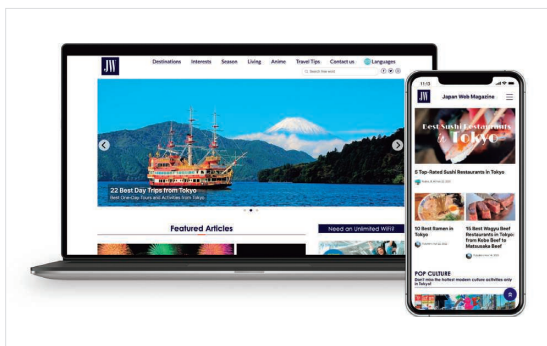 JW
Destinations Interests Season Living Anime Travel Tips Contact us Languages
Search the web
22 Best Day Trips from Tokyo
Best One-Day Tours and Activities from Tokyo
Featured Articles
Need an Unlimited WiFi?
11:13
JW
Japan Web Magazine
Best Sushi Restaurants
in Tokyo
5 Top-Rated Sushi Restaurants in Tokyo
10 Best Ramen in
Tokyo
15 Best Wagyu Beef
Restaurants in Tokyo:
from Kobe Beef to
Matsusaka Beef
POP CULTURE
Don't miss the hottest modern culture activities only
in Tokyo!